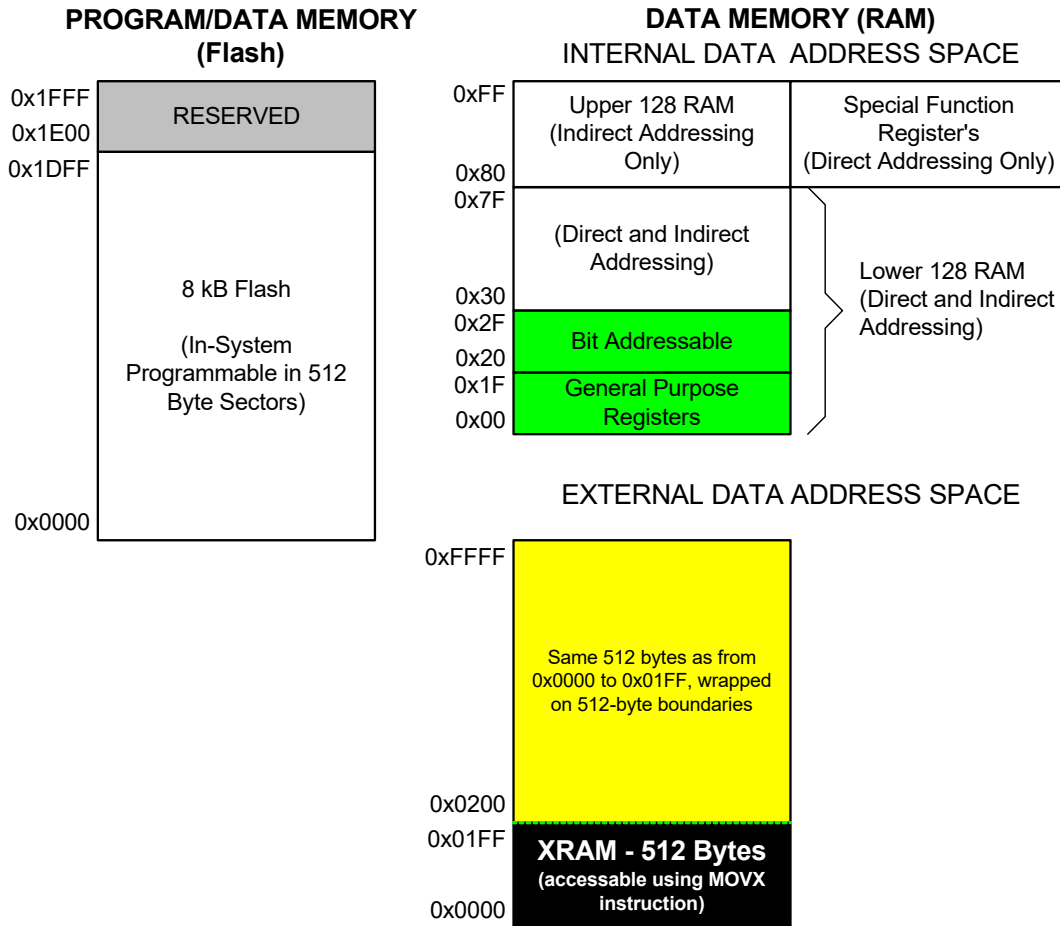 PROGRAM/DATA MEMORY
(Flash)
0x1FFF
RESERVED
0x1E00
0x1DFF
8 kB Flash
(In-System
Programmable in 512
Byte Sectors)
0x0000
DATA MEMORY (RAM)
INTERNAL DATA ADDRESS SPACE
0xFF
Upper 128 RAM
(Indirect Addressing
Only)
0x80
Special Function
Register's
(Direct Addressing Only)
0x7F
(Direct and Indirect
Addressing)
0x30
Lower 128 RAM
(Direct and Indirect
Addressing)
0x2F
Bit Addressable
0x20
0x1F
General Purpose
Registers
0x00
EXTERNAL DATA ADDRESS SPACE
0xFFFF
Same 512 bytes as from
0x0000 to 0x01FF, wrapped
on 512-byte boundaries
0x0200
0x01FF
XRAM - 512 Bytes
(accessable using MOVX
instruction)
0x0000